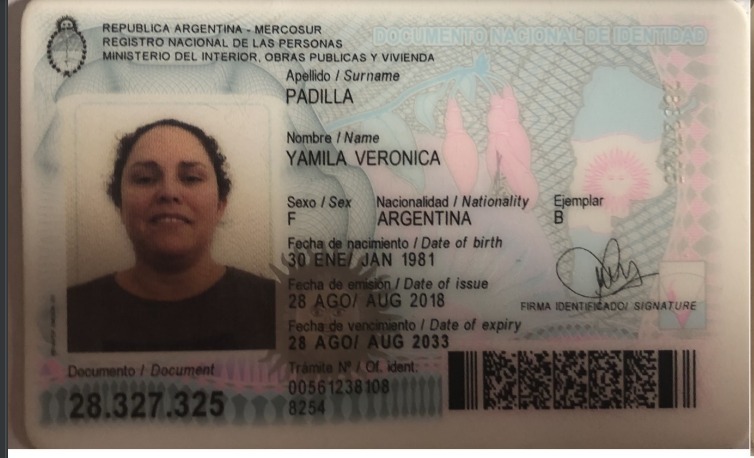 REPUBLICA ARGENTINA - MERCOSUR
REGISTRO NACIONAL DE LAS PERSONAS
MINISTERIO DEL INTERIOR, OBRAS PUBLICAS Y VIVIENDA
DOCUMENTO NACIONAL DE IDENTIDAD
Apellido / Surname
PADILLA
Nombre / Name
YAMILA VERONICA
Sexo / Sex Nacionalidad / Nationality Ejemplar
F ARGENTINA B
Fecha de nacimiento / Date of birth
30 ENE/ JAN 1981
Fecha de emisión / Date of issue
28 AGO/ AUG 2018
FIRMA IDENTIFICADO/ SIGNATURE
Fecha de vencimiento / Date of expiry
28 AGO/ AUG 2033
Documento / Document
28.327.325
Trámite Nº / Of. ident.
00561238108
8254